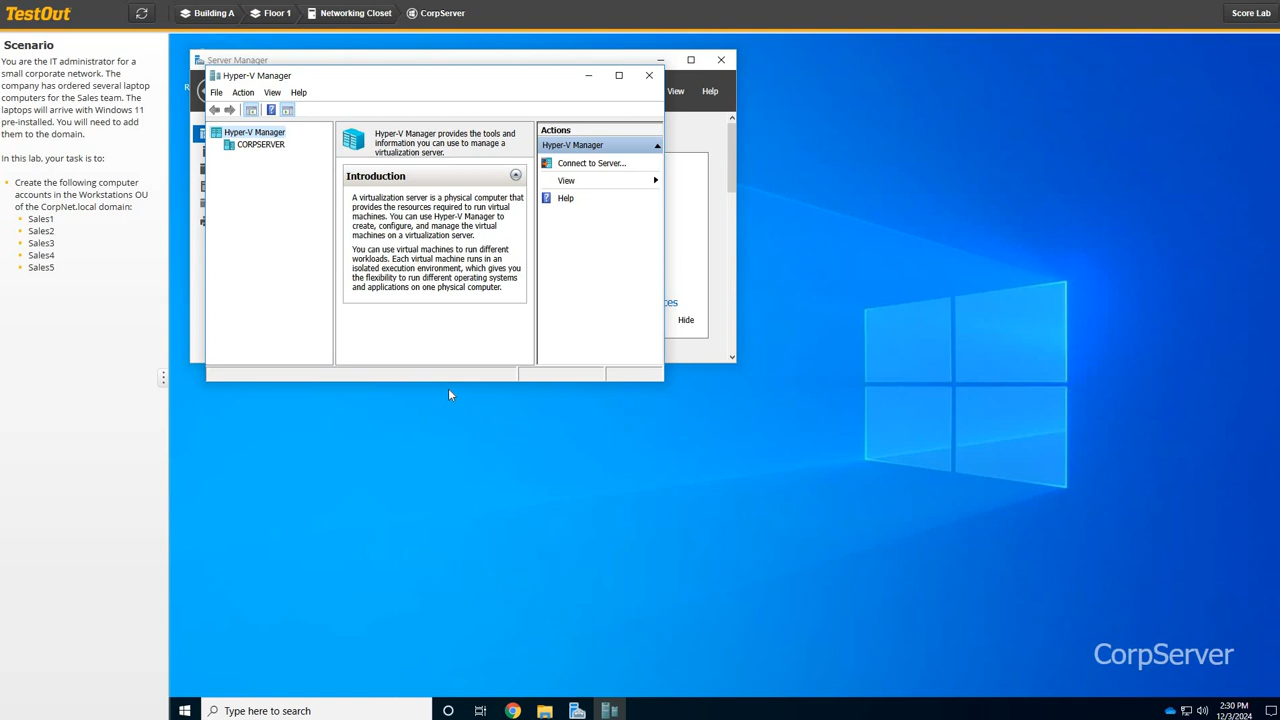 TestOut
Building A
Floor 1
Networking Closet
CorpServer
Score Lab
Scenario
You are the IT administrator for a
small corporate network. The
company has ordered several laptop
computers for the Sales team. The
laptops will arrive with Windows 11
pre-installed. You will need to add
them to the domain.
In this lab, your task is to:
Create the following computer
accounts in the Workstations OU
of the CorpNet.local domain:
Sales1
Sales2
Sales3
Sales4
Sales5
Server Manager
View
Help
Hide
Hyper-V Manager
File
Action
View
Help
Hyper-V Manager
CORPSERVER
Hyper-V Manager provides the tools and
information you can use to manage a
virtualization server.
Introduction
A virtualization server is a physical computer that
provides the resources required to run virtual
machines. You can use Hyper-V Manager to
create, configure, and manage the virtual
machines on a virtualization server.
You can use virtual machines to run different
workloads. Each virtual machine runs in an
isolated execution environment, which gives you
the flexibility to run different operating systems
and applications on one physical computer.
Actions
Hyper-V Manager
Connect to Server...
View
Help
CorpServer
Type here to search
2:30 PM
12/3/2024